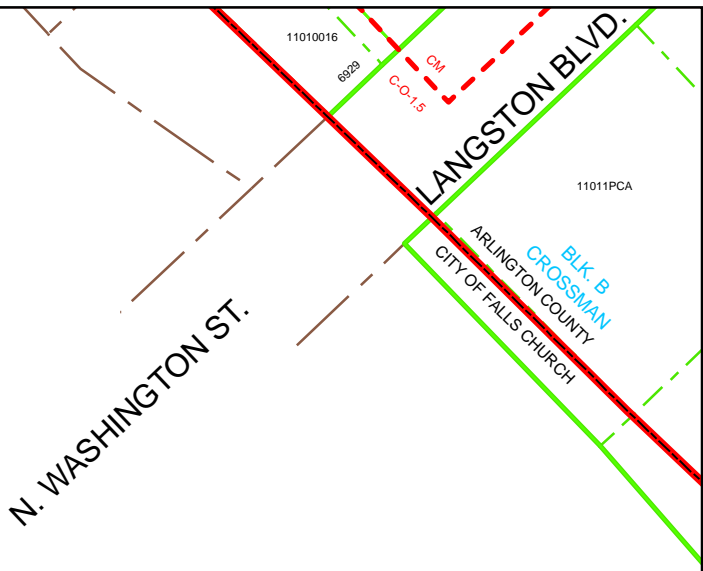 11010016
6929
CM
C-O-1.5
LANGSTON BLVD.
11011PCA
BLK. B
CROSSMAN
ARLINGTON COUNTY
CITY OF FALLS CHURCH
N. WASHINGTON ST.